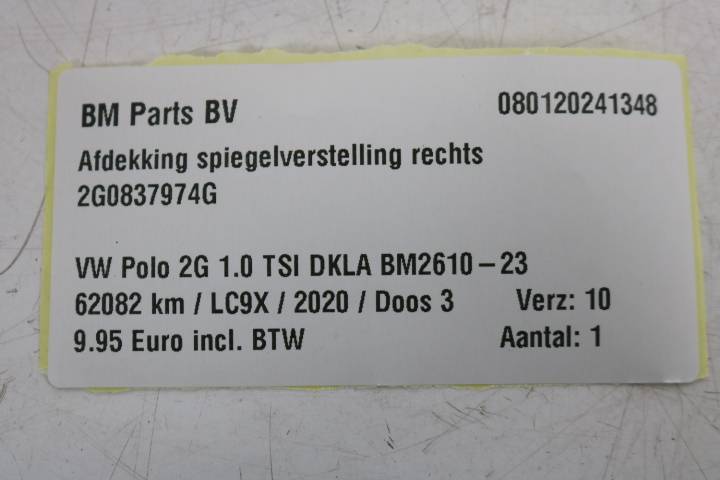 BM Parts BV 080120241348
Afdekking spiegelverstelling rechts
2G0837974G
VW Polo 2G 1.0 TSI DKLA BM2610-23
62082 km / LC9X / 2020 / Doos 3 Verz: 10
9.95 Euro incl. BTW Aantal: 1